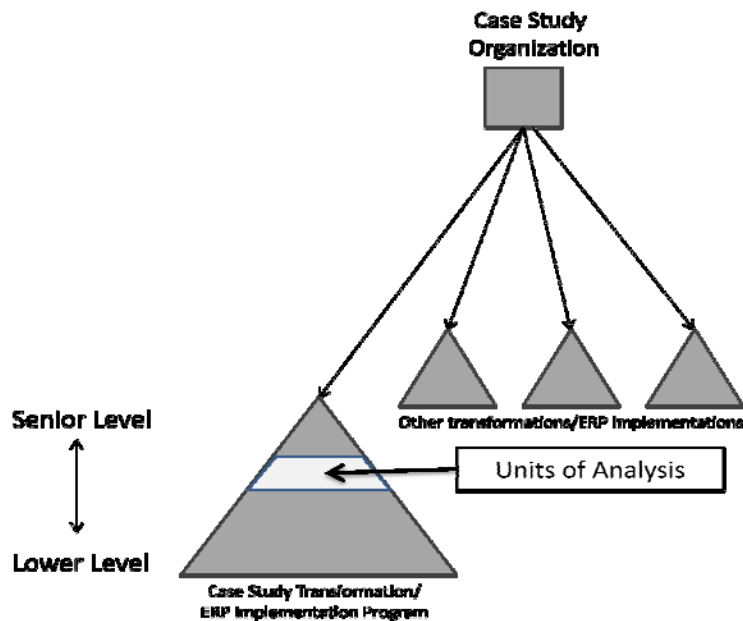 Case Study
Organization
Other transformations/ERP Implementations
Senior Level
Units of Analysis
Lower Level
Case Study Transformation/
ERP Implementation Program